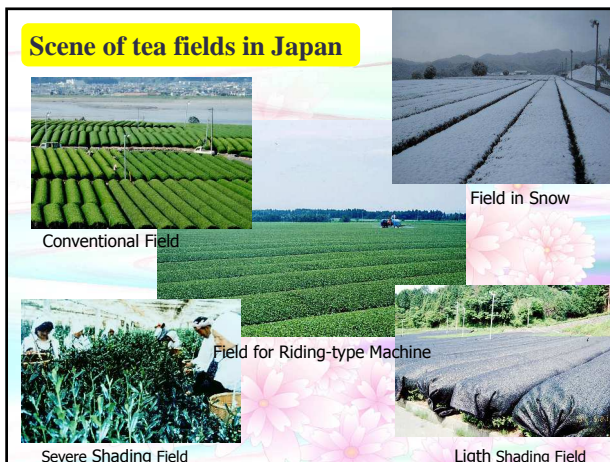 Scene of tea fields in Japan
Field in Snow
Conventional Field
Field for Riding-type Machine
Severe Shading Field
Ligth Shading Field